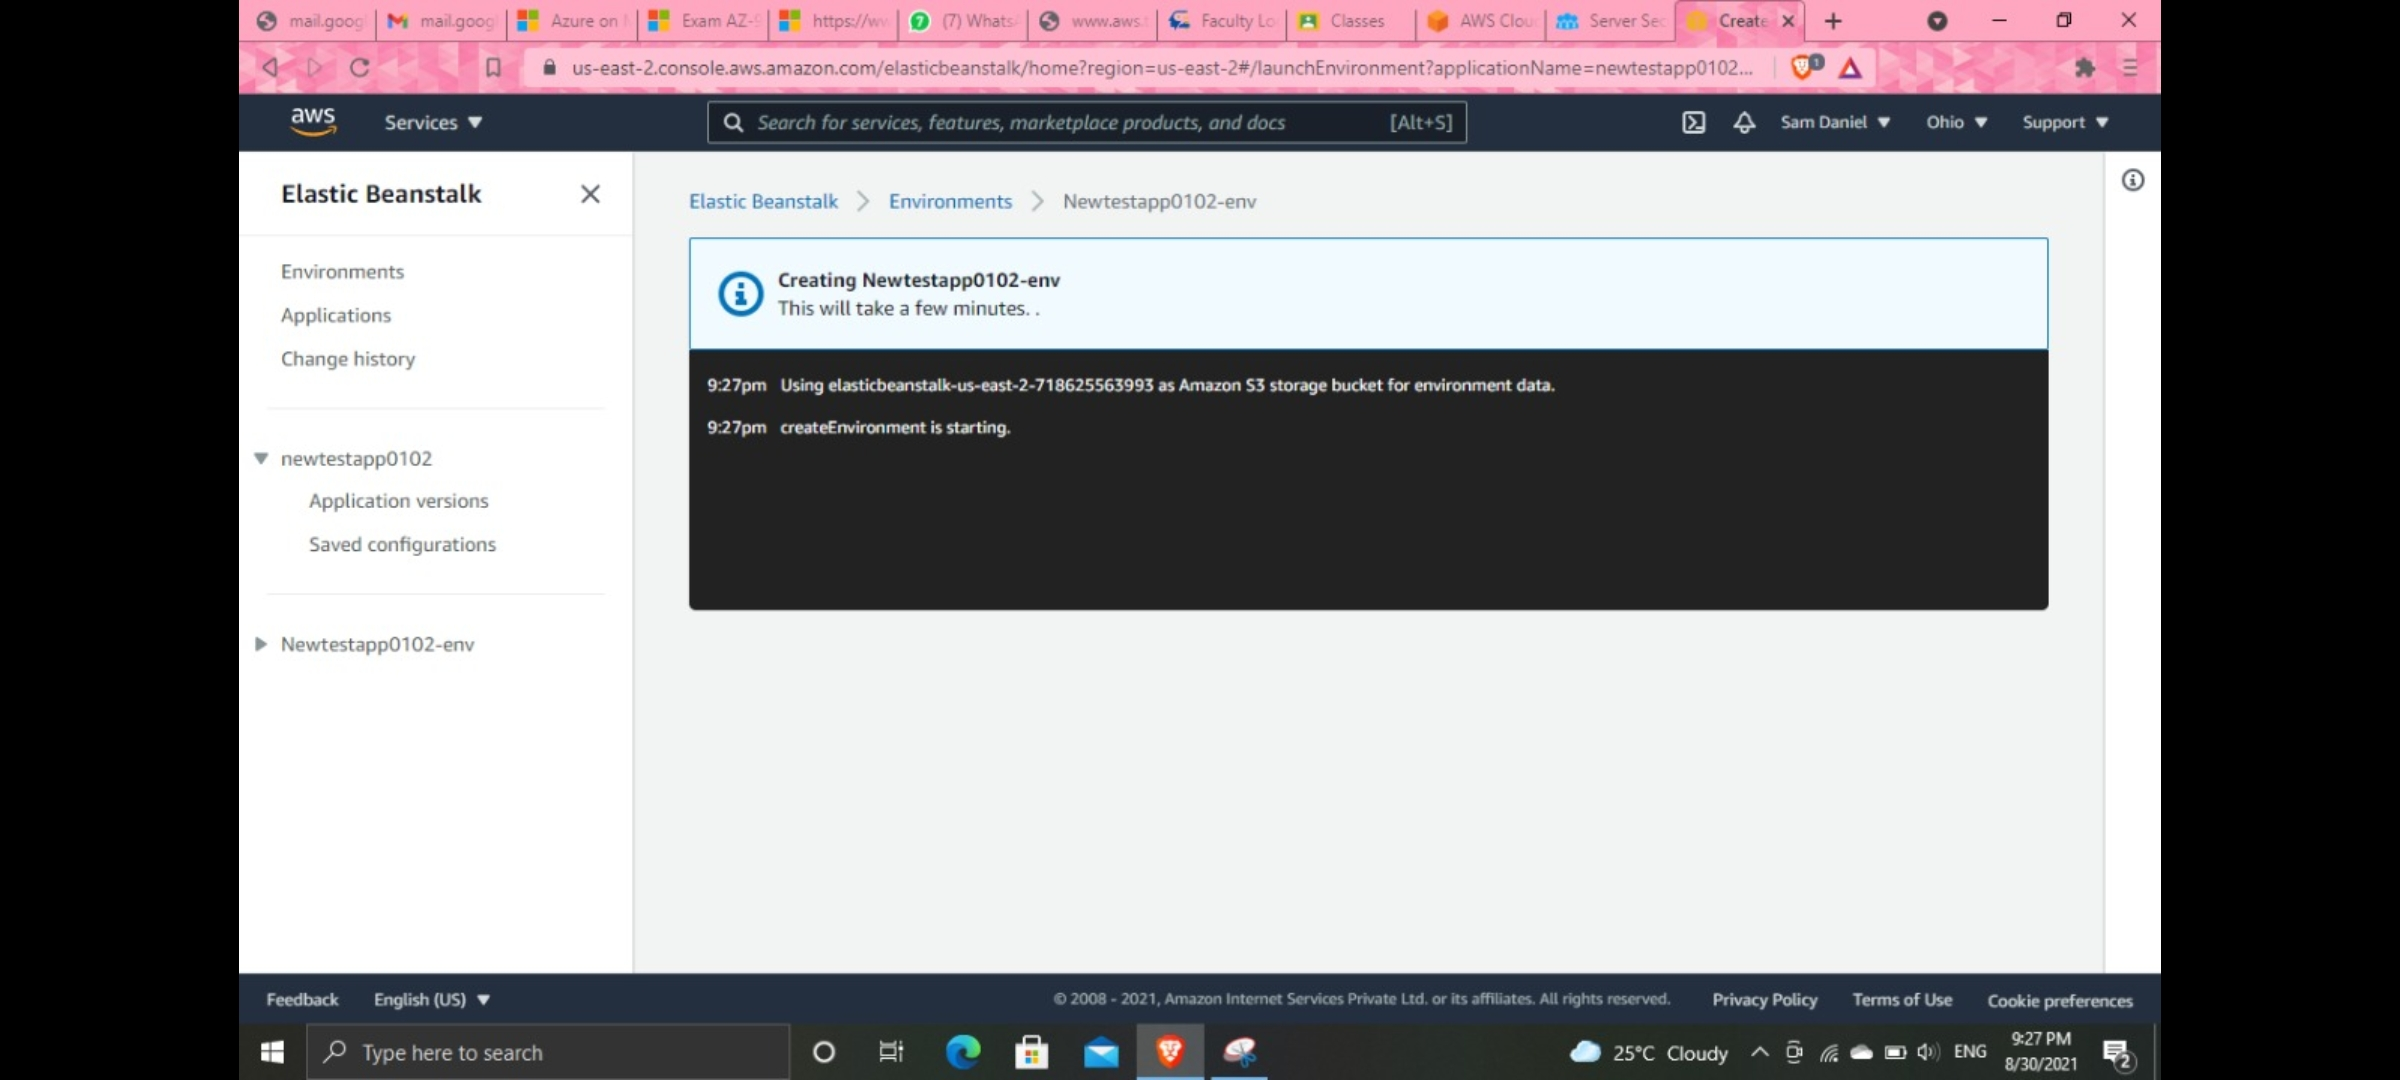 mail.goog
mail.goog
Azure on
Exam AZ-9
https://ww
(7) Whats
www.aws.
Faculty Lo
Classes
AWS Clou
Server Sec
Create
us-east-2.console.aws.amazon.com/elasticbeanstalk/home?region=us-east-2#/launchEnvironment?applicationName=newtestapp0102...
1
aws
Services
Search for services, features, marketplace products, and docs
[Alt+S]
Sam Daniel
Ohio
Support
Elastic Beanstalk
Environments
Applications
Change history
newtestapp0102
Application versions
Saved configurations
Newtestapp0102-env
Elastic Beanstalk > Environments > Newtestapp0102-env
Creating Newtestapp0102-env
This will take a few minutes. .
9:27pm Using elasticbeanstalk-us-east-2-718625563993 as Amazon S3 storage bucket for environment data.
9:27pm createEnvironment is starting.
Feedback
English (US)
© 2008 - 2021, Amazon Internet Services Private Ltd. or its affiliates. All rights reserved.
Privacy Policy
Terms of Use
Cookie preferences
Type here to search
25°C Cloudy
ENG
9:27 PM
8/30/2021
2